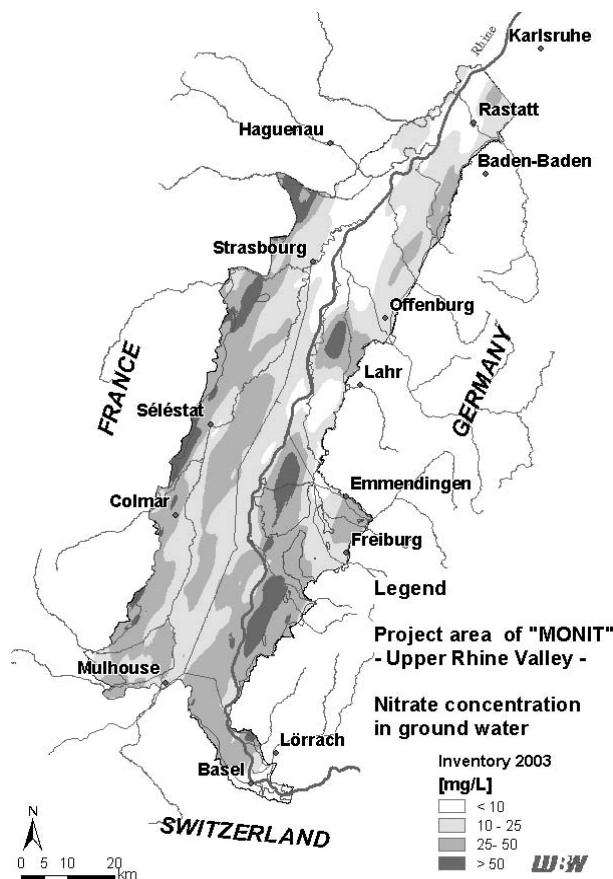 Karlsruhe
Rhine
Rastatt
Haguenau
Baden-Baden
Strasbourg
Offenburg
FRANCE
GERMANY
Lahr
Séléstat
Emmendingen
Colmar
Freiburg
Legend
Project area of "MONIT"
- Upper Rhine Valley -
Mulhouse
Nitrate concentration
in ground water
Lörrach
Inventory 2003
Basel
[mg/L]
< 10
10 - 25
25- 50
> 50
SWITZERLAND
N
0 5 10 20
km
LUBW